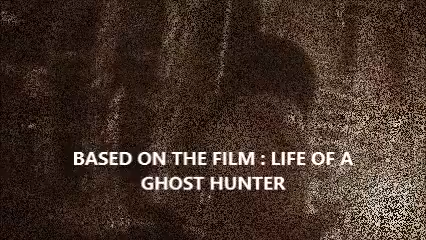 BASED ON THE FILM : LIFE OF A
GHOST HUNTER